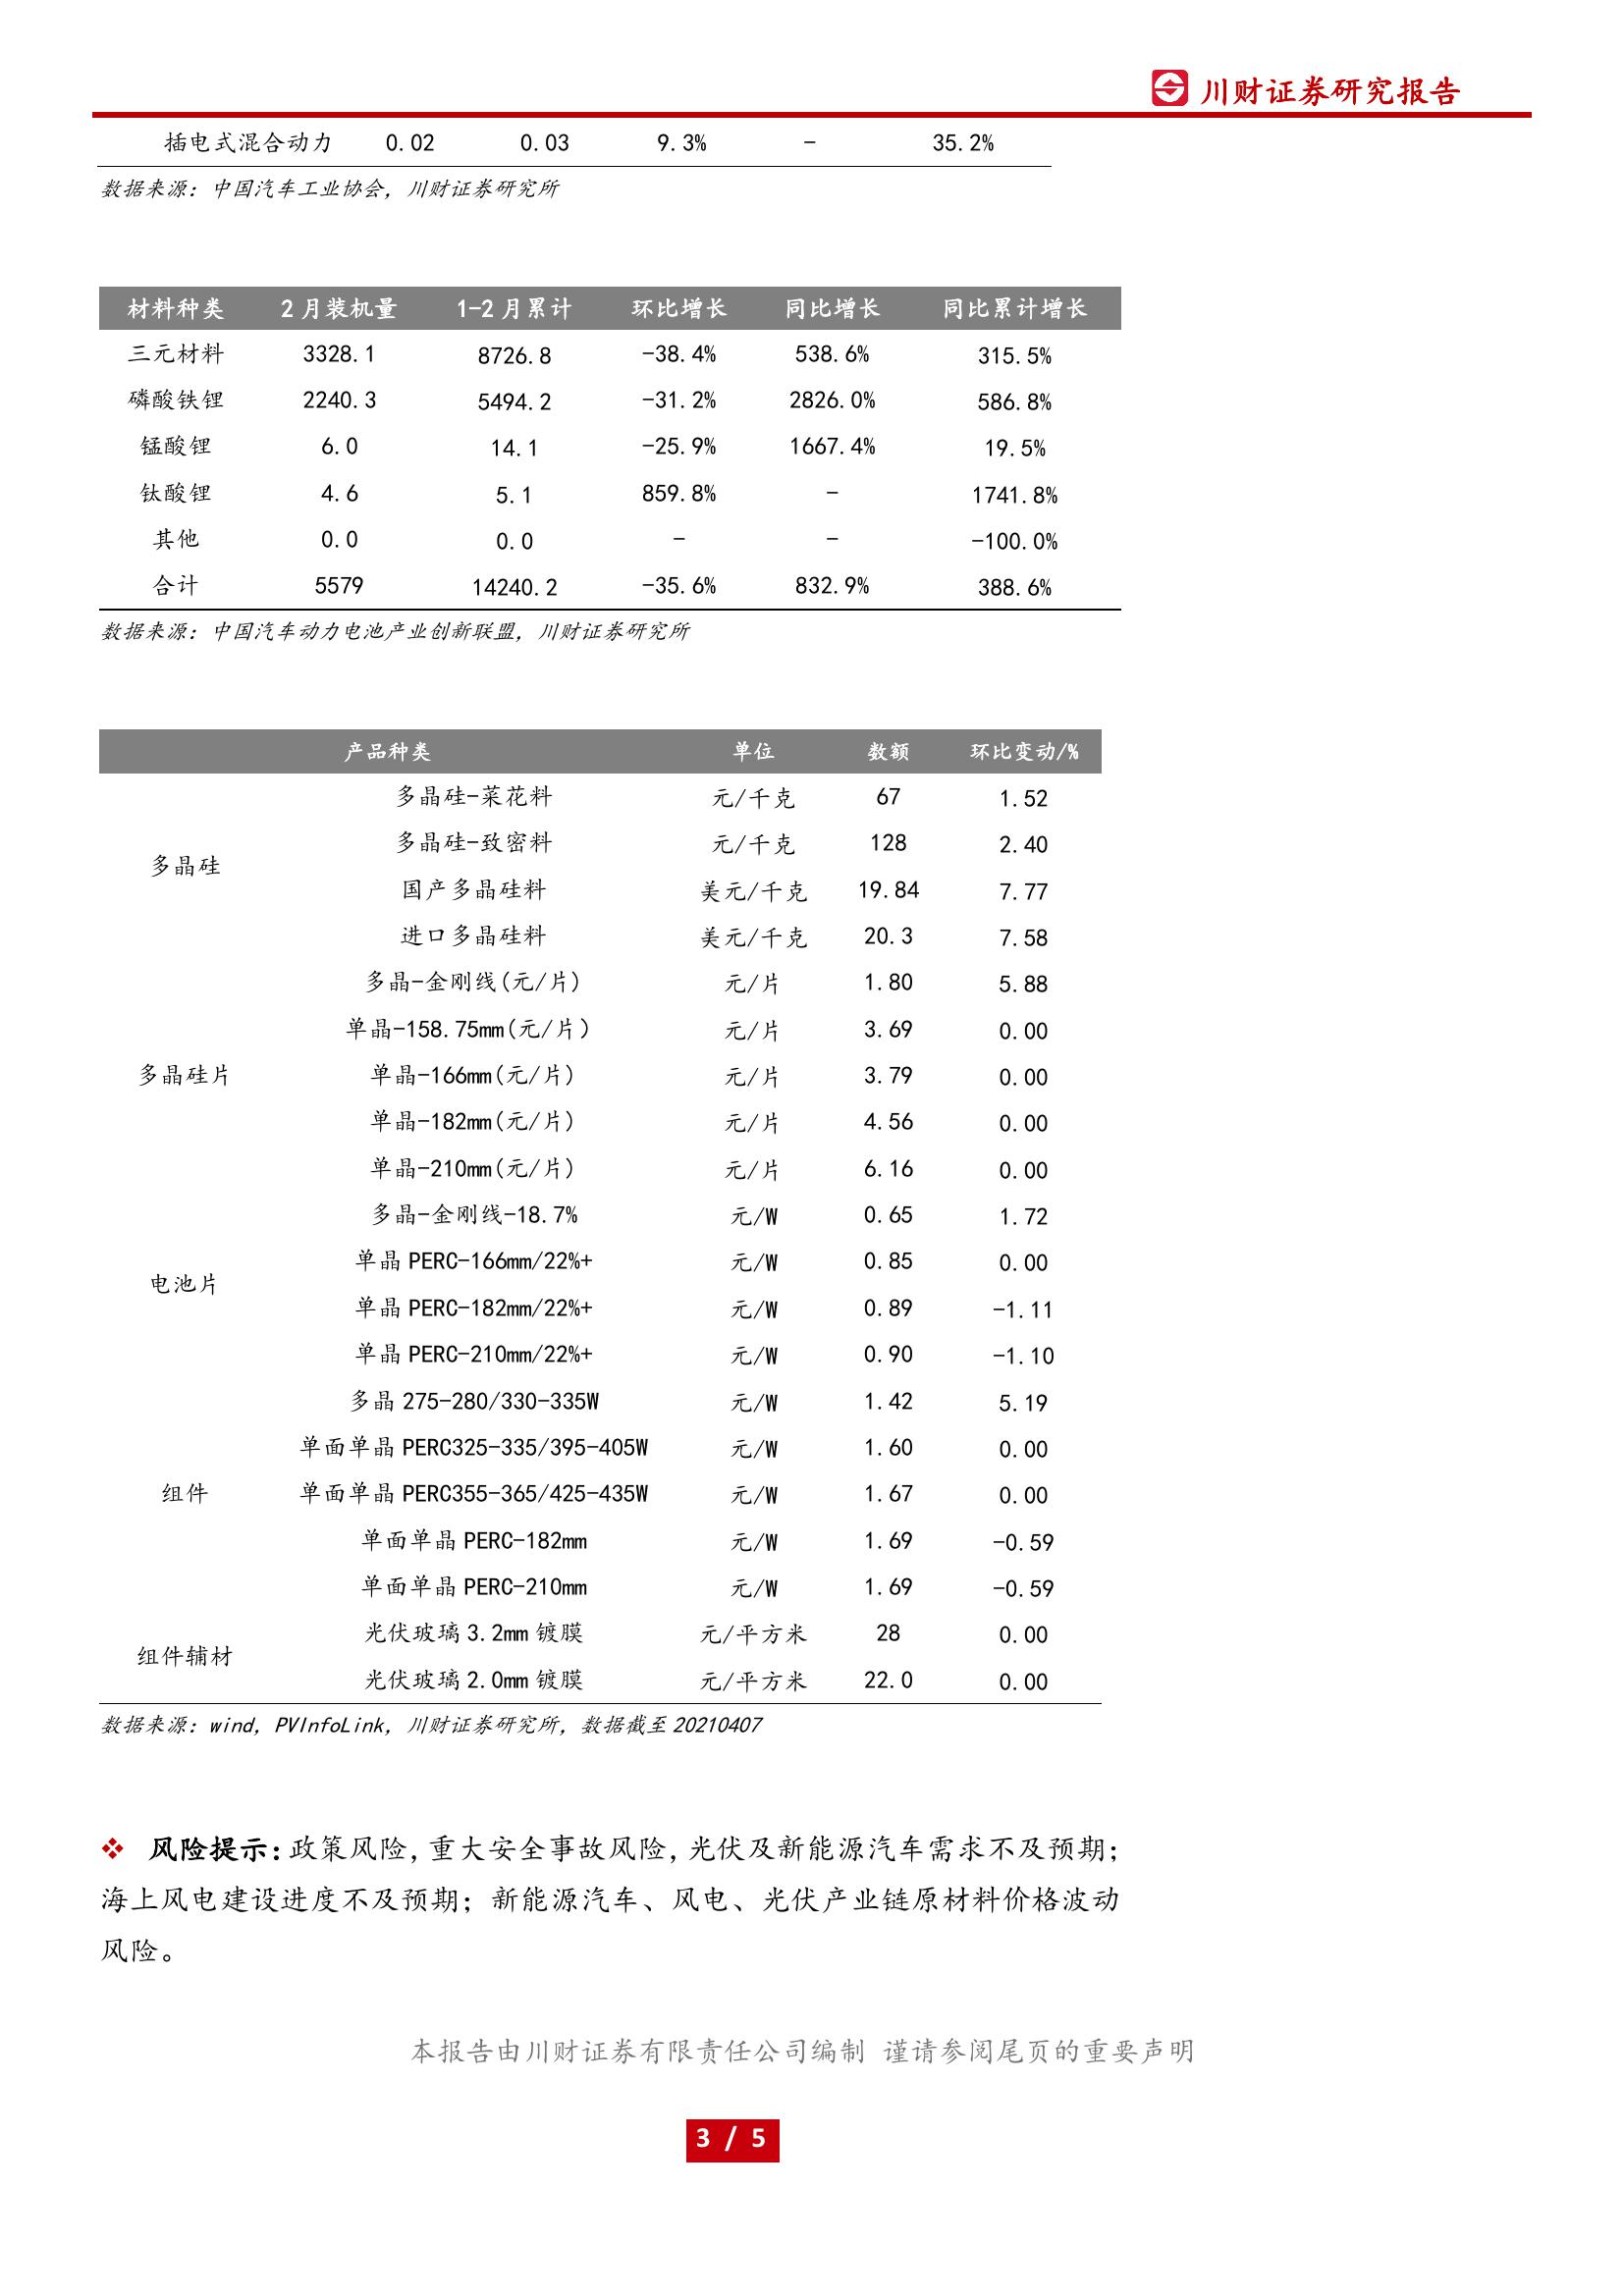 川财证券研究报告
插电式混合动力 0.02 0.03 9.3% - 35.2%
数据来源：中国汽车工业协会，川财证券研究所
材料种类 2月装机量 1-2月累计 环比增长 同比增长 同比累计增长
三元材料 3328.1 8726.8 -38.4% 538.6% 315.5%
磷酸铁锂 2240.3 5494.2 -31.2% 2826.0% 586.8%
锰酸锂 6.0 14.1 -25.9% 1667.4% 19.5%
钛酸锂 4.6 5.1 859.8% - 1741.8%
其他 0.0 0.0 - - -100.0%
合计 5579 14240.2 -35.6% 832.9% 388.6%
数据来源：中国汽车动力电池产业创新联盟，川财证券研究所
产品种类 单位 数额 环比变动/%
多晶硅-菜花料 元/千克 67 1.52
多晶硅-致密料 元/千克 128 2.40
多晶硅
国产多晶硅料 美元/千克 19.84 7.77
进口多晶硅料 美元/千克 20.3 7.58
多晶-金刚线(元/片) 元/片 1.80 5.88
单晶-158.75mm(元/片) 元/片 3.69 0.00
多晶硅片 单晶-166mm(元/片) 元/片 3.79 0.00
单晶-182mm(元/片) 元/片 4.56 0.00
单晶-210mm(元/片) 元/片 6.16 0.00
多晶-金刚线-18.7% 元/W 0.65 1.72
单晶 PERC-166mm/22%+ 元/W 0.85 0.00
电池片
单晶 PERC-182mm/22%+ 元/W 0.89 -1.11
单晶 PERC-210mm/22%+ 元/W 0.90 -1.10
多晶 275-280/330-335W 元/W 1.42 5.19
单面单晶 PERC325-335/395-405W 元/W 1.60 0.00
组件 单面单晶 PERC355-365/425-435W 元/W 1.67 0.00
单面单晶 PERC-182mm 元/W 1.69 -0.59
单面单晶 PERC-210mm 元/W 1.69 -0.59
光伏玻璃 3.2mm 镀膜 元/平方米 28 0.00
组件辅材
光伏玻璃 2.0mm 镀膜 元/平方米 22.0 0.00
数据来源：wind，PVInfoLink，川财证券研究所，数据截至 20210407
❖ 风险提示：政策风险，重大安全事故风险，光伏及新能源汽车需求不及预期；
海上风电建设进度不及预期；新能源汽车、风电、光伏产业链原材料价格波动
风险。
本报告由川财证券有限责任公司编制 谨请参阅尾页的重要声明
3 / 5